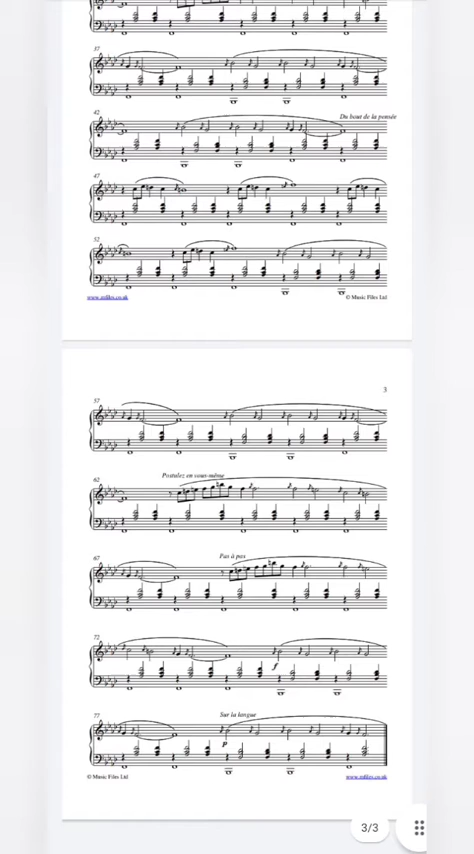 37
42
Du bout de la pensée
47
52
www.mfiles.co.uk
© Music Files Ltd
3
57
62
Postulez en vous-même
67
Pas à pas
72
f
77
Sur la langue
p
© Music Files Ltd
www.mfiles.co.uk
3/3